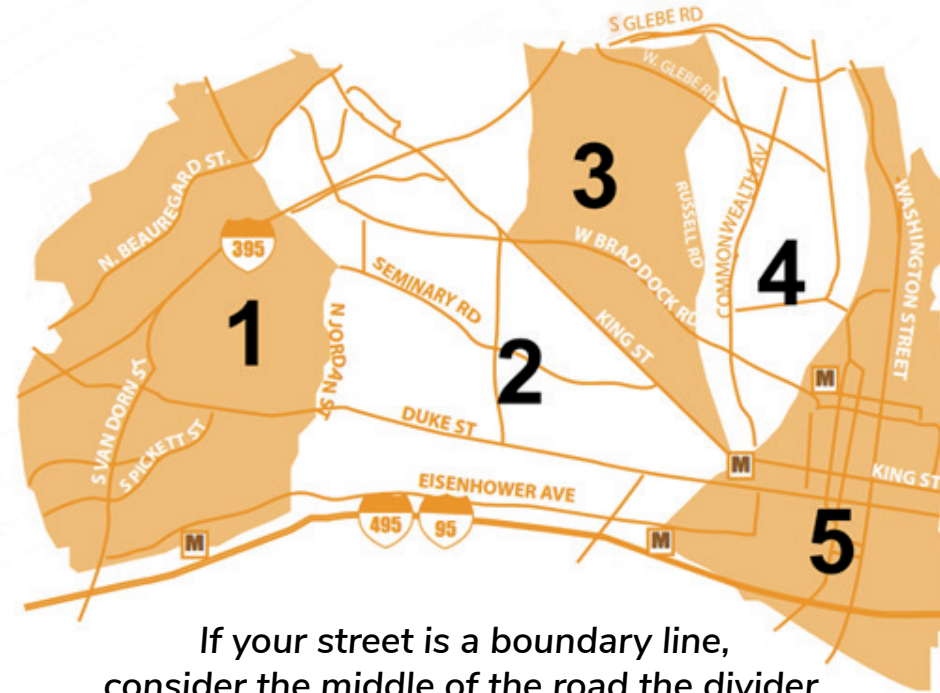 S GLEBE RD
W. GLEBE RD
3
N. BEAUREGARD ST.
RUSSELL RD
COMMONWEALTH AV
WASHINGTON STREET
395
W BRADDOCK RD
4
SEMINARY RD
1
N JORDAN ST
KING ST
2
M
S VAN DORN ST
DUKE ST
S PICKETT ST
M
KING ST
EISENHOWER AVE
495
95
M
M
5
If your street is a boundary line,
consider the middle of the road the divider